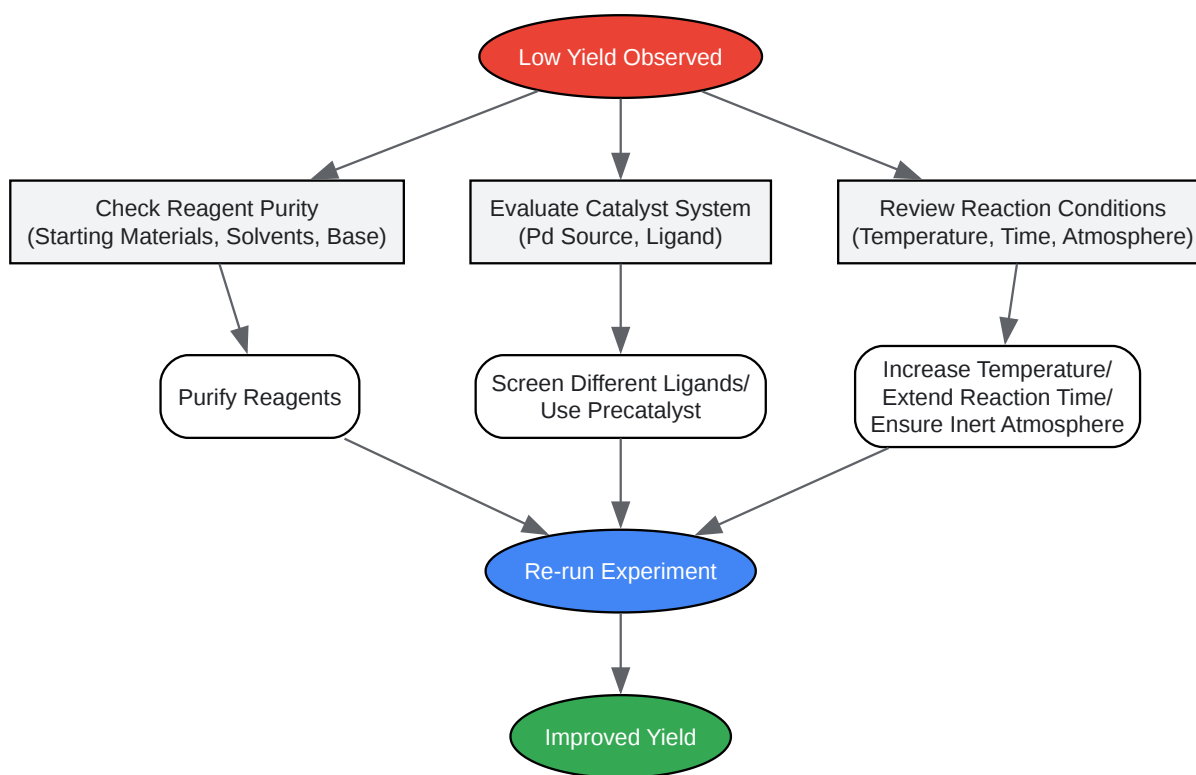 Low Yield Observed
Check Reagent Purity
(Starting Materials, Solvents, Base)
Evaluate Catalyst System
(Pd Source, Ligand)
Review Reaction Conditions
(Temperature, Time, Atmosphere)
Purify Reagents
Screen Different Ligands/
Use Precatalyst
Increase Temperature/
Extend Reaction Time/
Ensure Inert Atmosphere
Re-run Experiment
Improved Yield